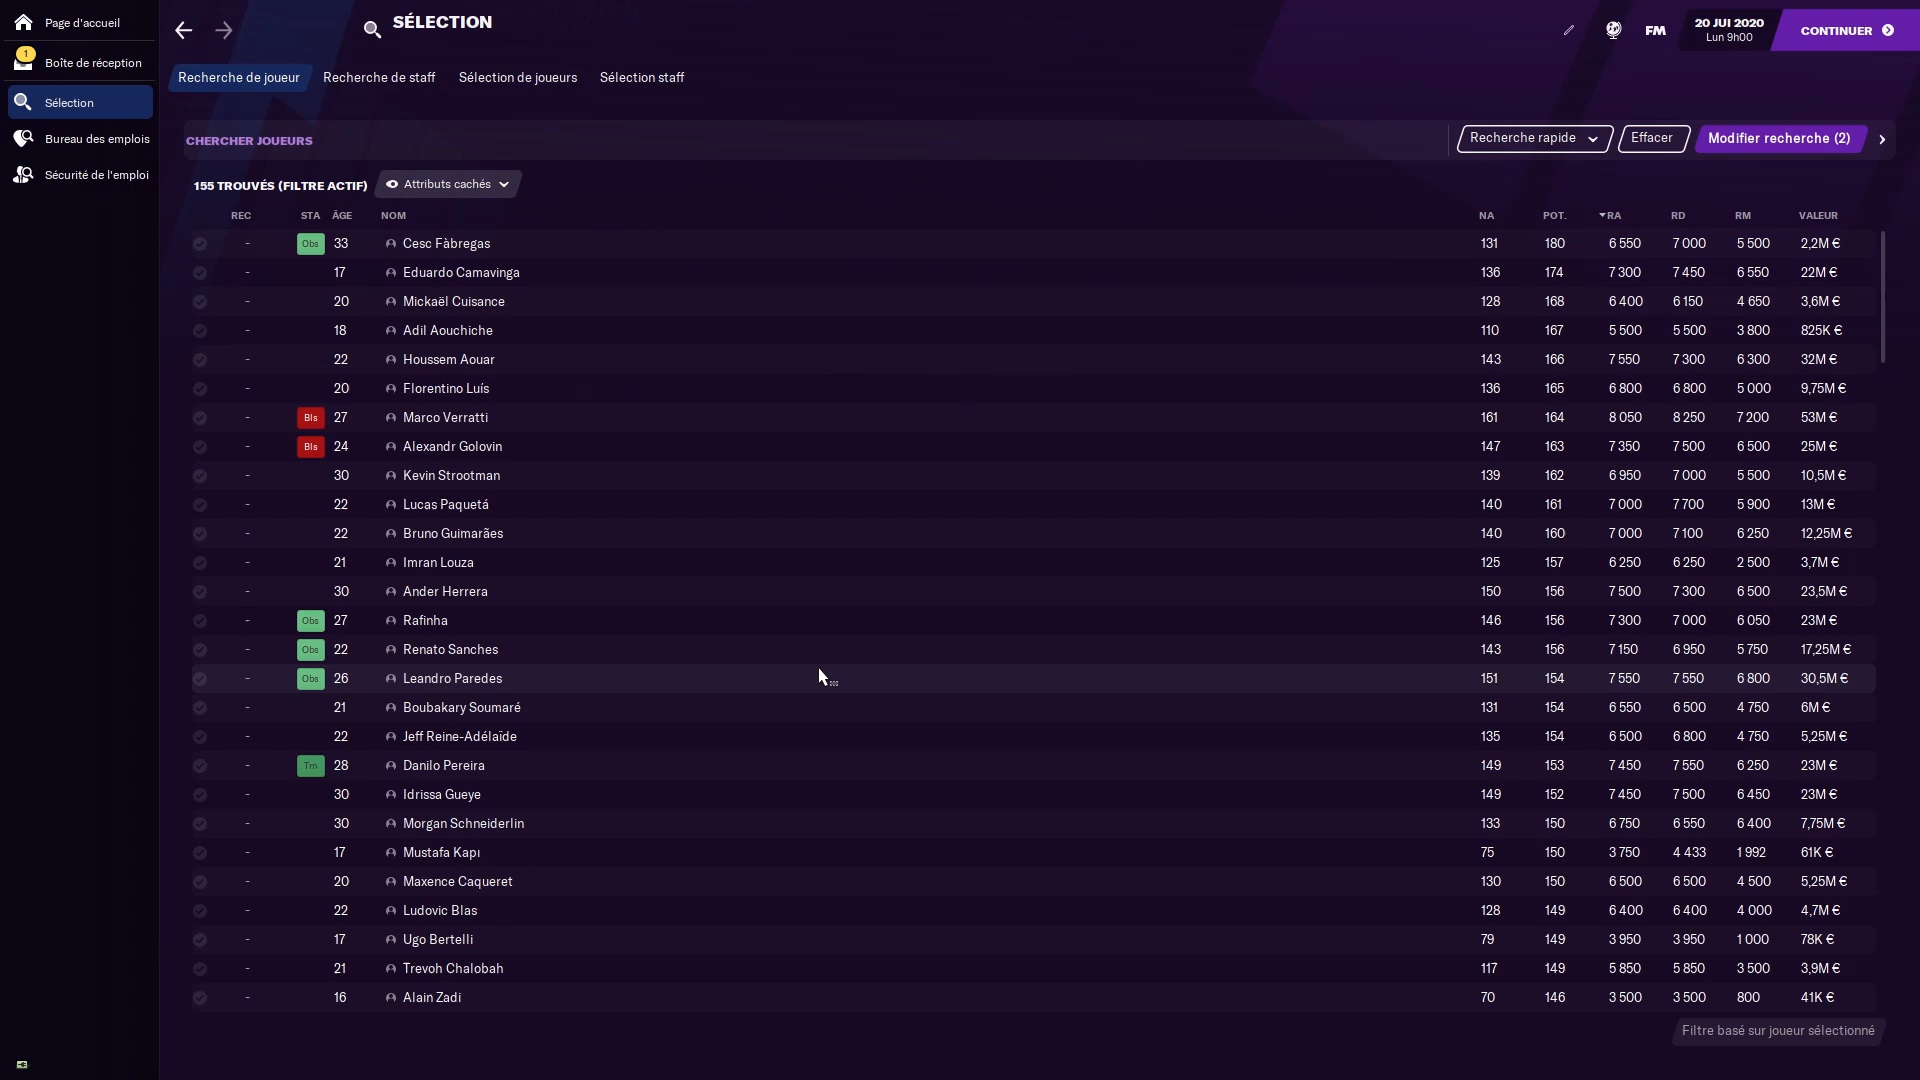 Page d'accueil
1
Boîte de réception
Sélection
Bureau des emplois
Sécurité de l'emploi
SÉLECTION
FM
20 JUI 2020
Lun 9h00
CONTINUER
Recherche de joueur Recherche de staff Sélection de joueurs Sélection staff
CHERCHER JOUEURS
Recherche rapide Effacer Modifier recherche (2)
155 TROUVÉS (FILTRE ACTIF) Attributs cachés
REC STA ÂGE NOM NA POT. RA RD RM VALEUR
- Obs 33 Cesc Fàbregas 131 180 6 550 7 000 5 500 2,2M €
- 17 Eduardo Camavinga 136 174 7 300 7 450 6 550 22M €
- 20 Mickaël Cuisance 128 168 6 400 6 150 4 650 3,6M €
- 18 Adil Aouchiche 110 167 5 500 5 500 3 800 825K €
- 22 Houssem Aouar 143 166 7 550 7 300 6 300 32M €
- 20 Florentino Luís 136 165 6 800 6 800 5 000 9,75M €
- Bls 27 Marco Verratti 161 164 8 050 8 250 7 200 53M €
- Bls 24 Alexandr Golovin 147 163 7 350 7 500 6 500 25M €
- 30 Kevin Strootman 139 162 6 950 7 000 5 500 10,5M €
- 22 Lucas Paquetá 140 161 7 000 7 700 5 900 13M €
- 22 Bruno Guimarães 140 160 7 000 7 100 6 250 12,25M €
- 21 Imran Louza 125 157 6 250 6 250 2 500 3,7M €
- 30 Ander Herrera 150 156 7 500 7 300 6 500 23,5M €
- Obs 27 Rafinha 146 156 7 300 7 000 6 050 23M €
- Obs 22 Renato Sanches 143 156 7 150 6 950 5 750 17,25M €
- Obs 26 Leandro Paredes 151 154 7 550 7 550 6 800 30,5M €
- 21 Boubakary Soumaré 131 154 6 550 6 500 4 750 6M €
- 22 Jeff Reine-Adélaïde 135 154 6 500 6 800 4 750 5,25M €
- Trn 28 Danilo Pereira 149 153 7 450 7 550 6 250 23M €
- 30 Idrissa Gueye 149 152 7 450 7 500 6 450 23M €
- 30 Morgan Schneiderlin 133 150 6 750 6 550 6 400 7,75M €
- 17 Mustafa Kapı 75 150 3 750 4 433 1 992 61K €
- 20 Maxence Caqueret 130 150 6 500 6 500 4 500 5,25M €
- 22 Ludovic Blas 128 149 6 400 6 400 4 000 4,7M €
- 17 Ugo Bertelli 79 149 3 950 3 950 1 000 78K €
- 21 Trevoh Chalobah 117 149 5 850 5 850 3 500 3,9M €
- 16 Alain Zadi 70 146 3 500 3 500 800 41K €
Filtre basé sur joueur sélectionné